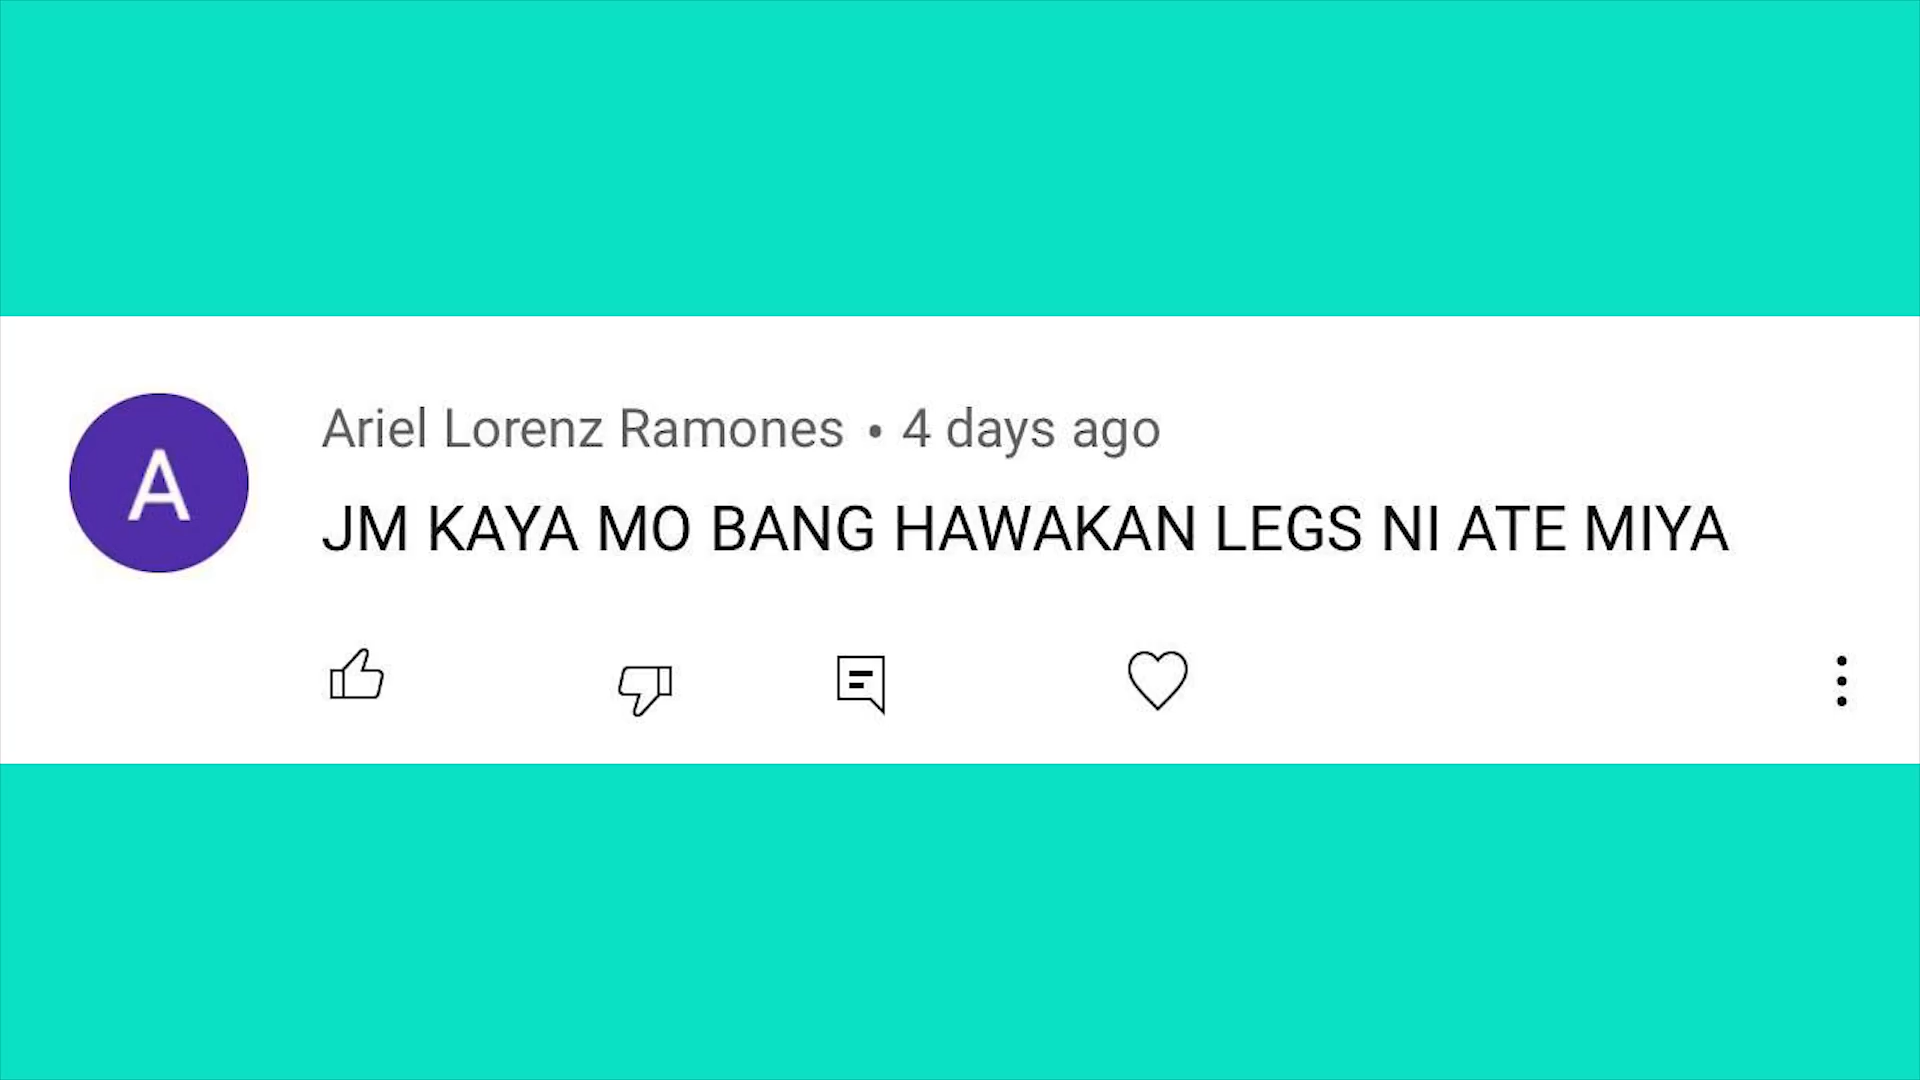 A
Ariel Lorenz Ramones • 4 days ago
JM KAYA MO BANG HAWAKAN LEGS NI ATE MIYA